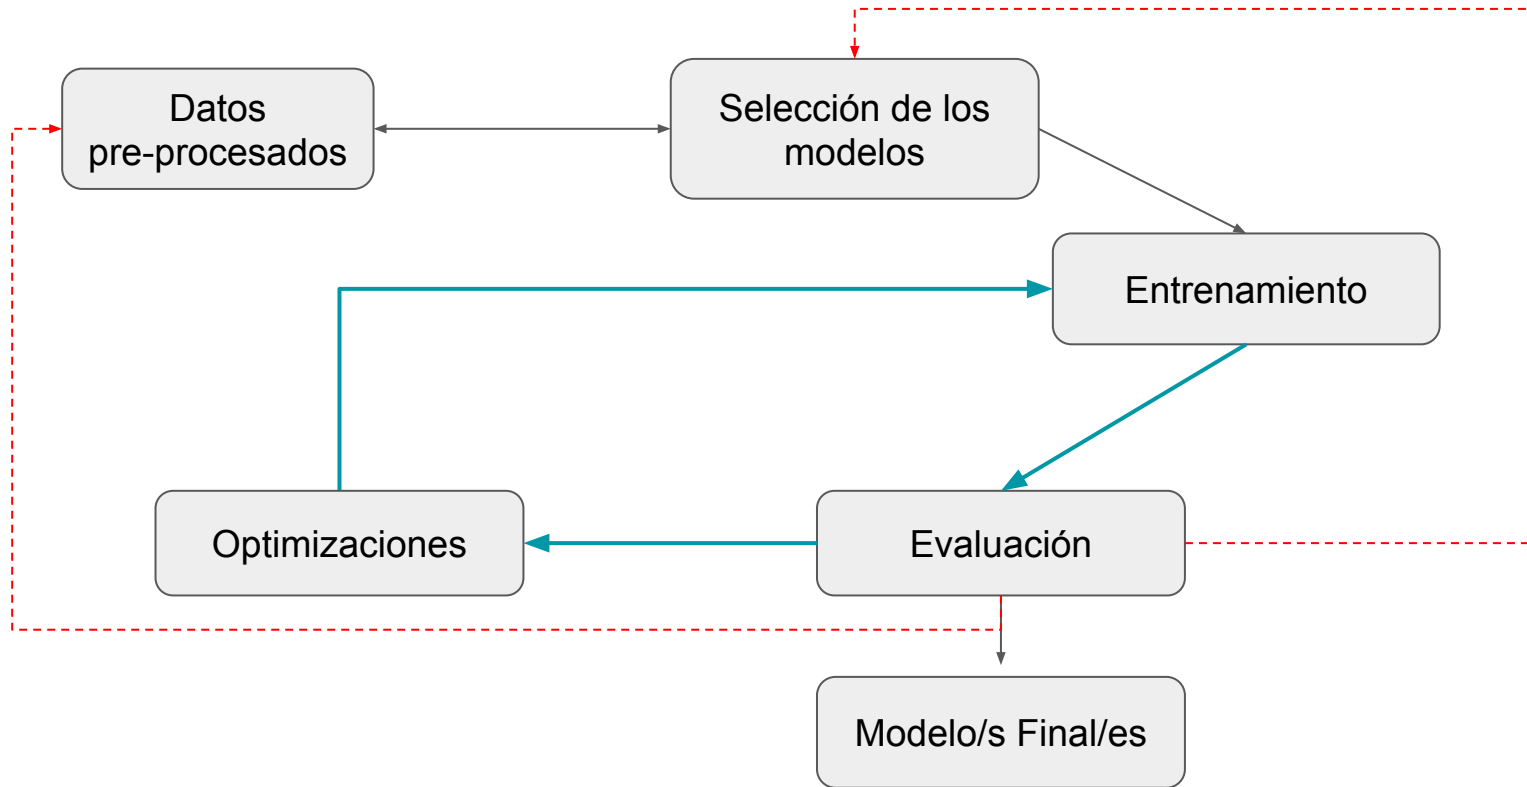 Datos
pre-procesados
Selección de los
modelos
Entrenamiento
Optimizaciones
Evaluación
Modelo/s Final/es